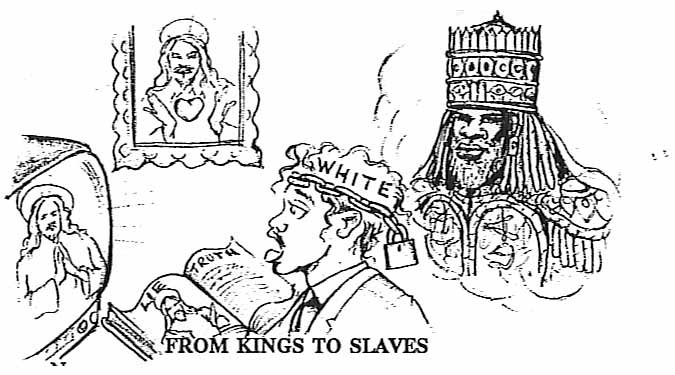 WHITE
TRUTH
LIE
FROM KINGS TO SLAVES
N